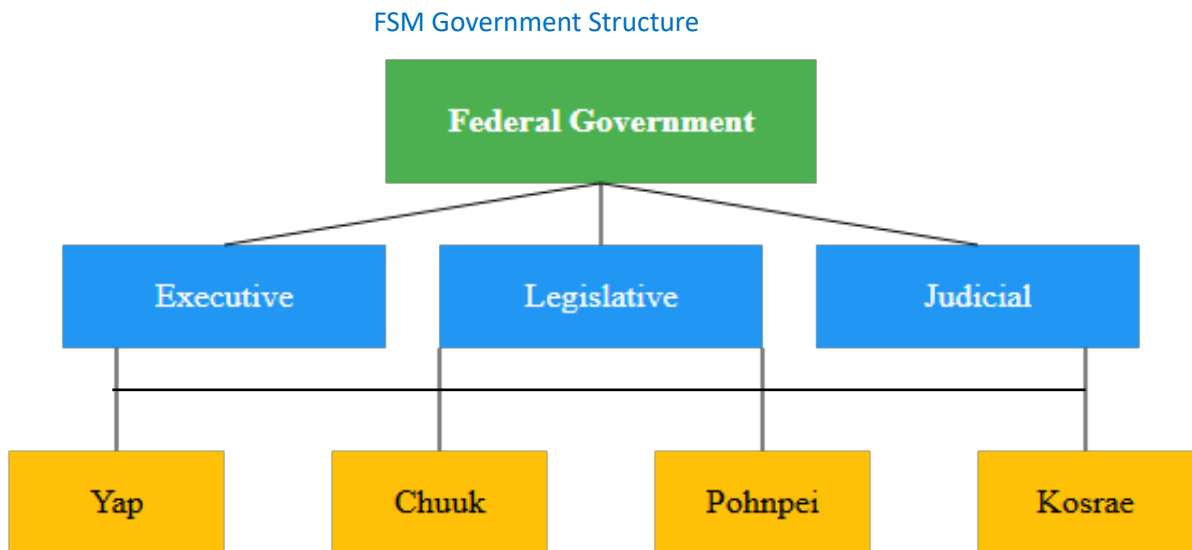 FSM Government Structure
Federal Government
Executive
Legislative
Judicial
Yap
Chuuk
Pohnpei
Kosrae